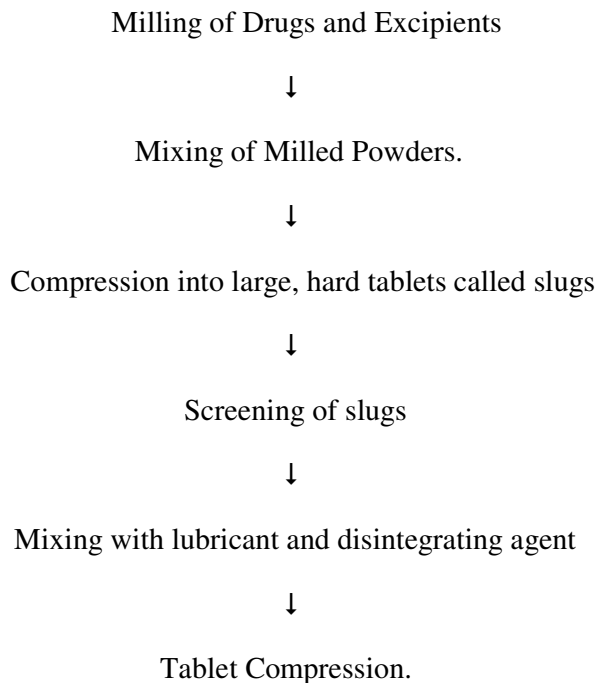 Milling of Drugs and Excipients
↓
Mixing of Milled Powders.
↓
Compression into large, hard tablets called slugs
↓
Screening of slugs
↓
Mixing with lubricant and disintegrating agent
↓
Tablet Compression.